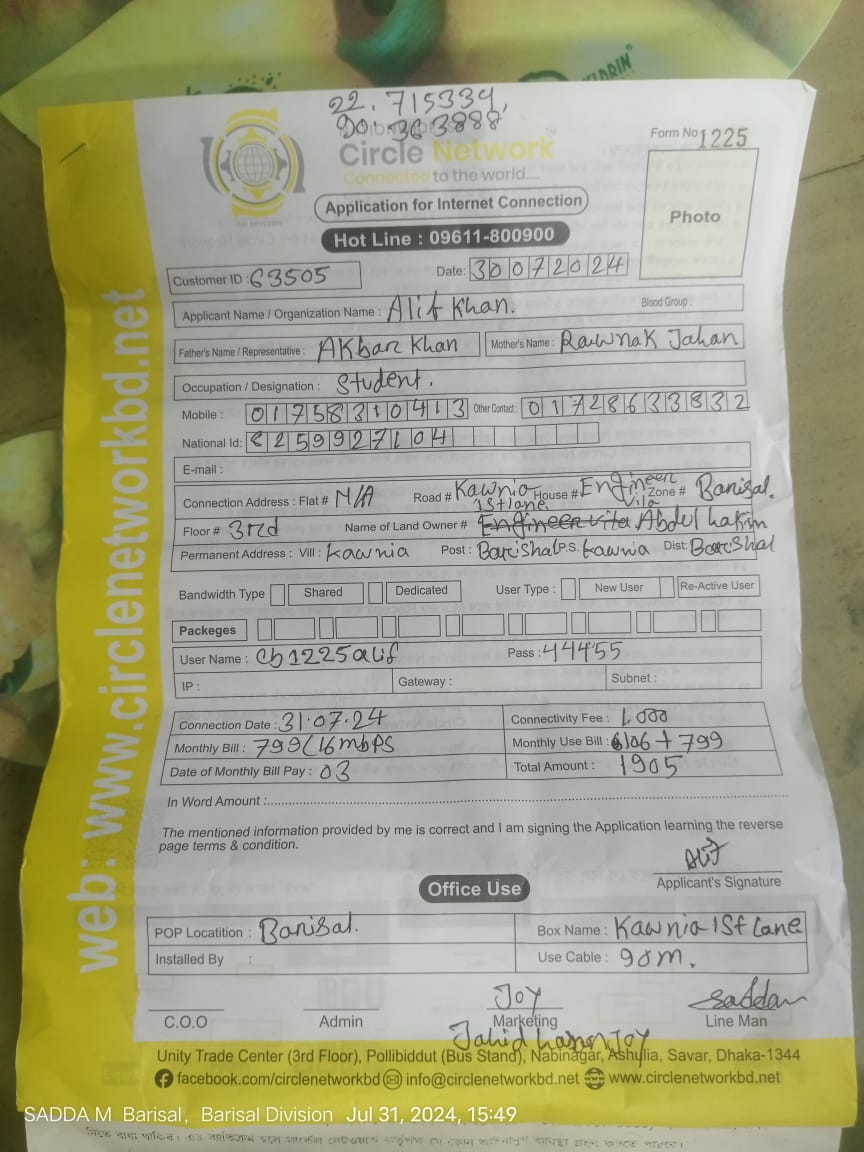 22.715334,
90.363888
Circle Network
Connected to the world.....
Form No 1225
Photo
Application for Internet Connection
Hot Line : 09611-800900
Customer ID : 63505
Date: 30072024
Applicant Name / Organization Name : Alif Khan.
Blood Group :
Father's Name / Representative : AKbar Khan
Mother's Name : Rawnak Jahan
Occupation / Designation : Student.
Mobile : 01758310413 Other Contact : 01728633832
National Id: 8259927104
E-mail :
Connection Address : Flat # N/A Road # Kawnia 1st lane. House # Engineer Vila Zone # Barisal.
Floor # 3rd Name of Land Owner # Engineer vila Abdul hakim
Permanent Address : Vill : Kawnia Post : Barishal P.S. Kawnia Dist: Barishal
Bandwidth Type Shared Dedicated User Type : New User Re-Active User
Packeges
User Name : cb1225alif Pass : 44455
IP : Gateway : Subnet :
Connection Date : 31.07.24 Connectivity Fee : 1,000
Monthly Bill : 799(16mbps Monthly Use Bill : 106 + 799
Date of Monthly Bill Pay : 03 Total Amount : 1905
In Word Amount :
The mentioned information provided by me is correct and I am signing the Application learning the reverse
page terms & condition.
Alif
Applicant's Signature
Office Use
POP Locatition : Barisal. Box Name : Kawnia 1St Lane
Installed By : Use Cable : 90m.
Joy Saddam
C.O.O Admin Marketing Line Man
Jahid hasan Joy
Unity Trade Center (3rd Floor), Pollibiddut (Bus Stand), Nabinagar, Ashulia, Savar, Dhaka-1344
facebook.com/circlenetworkbd info@circlenetworkbd.net www.circlenetworkbd.net
web: www.circlenetworkbd.net
SADDA M Barisal, Barisal Division Jul 31, 2024, 15:49